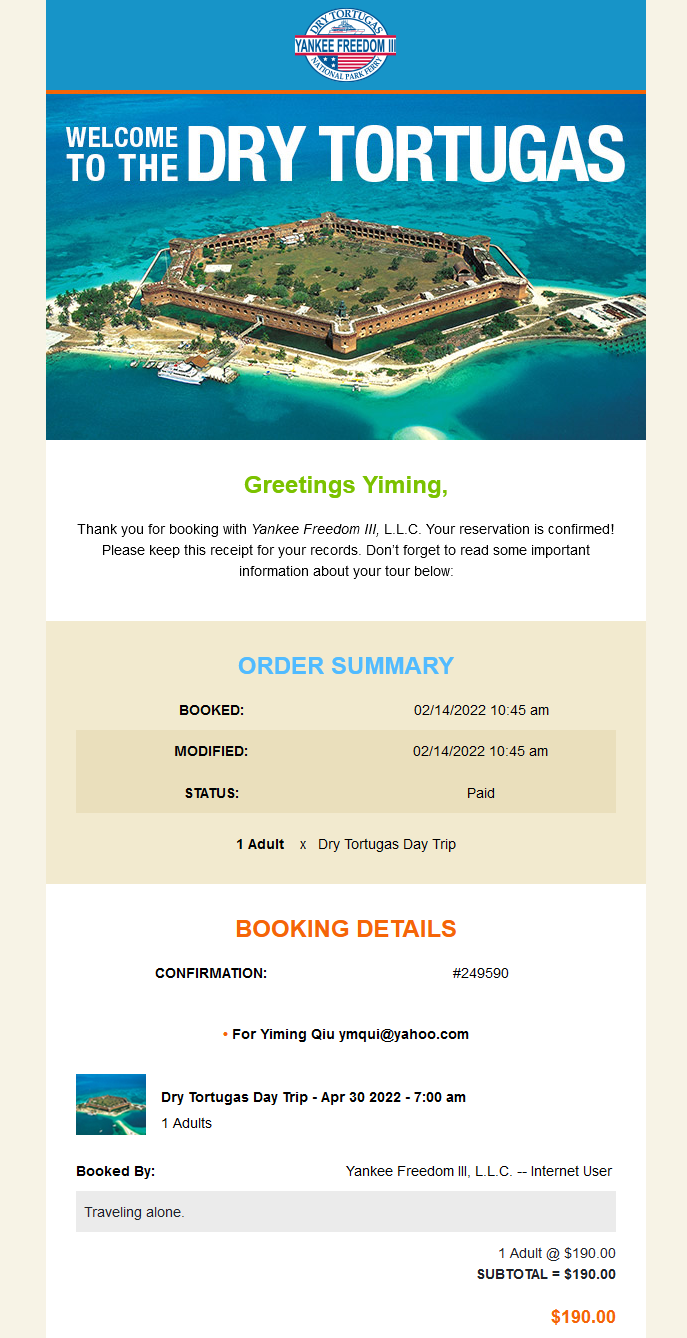 DRY TORTUGAS
YANKEE FREEDOM III
NATIONAL PARK FERRY
WELCOME
TO THE DRY TORTUGAS
Greetings Yiming,
Thank you for booking with Yankee Freedom III, L.L.C. Your reservation is confirmed!
Please keep this receipt for your records. Don't forget to read some important
information about your tour below:
ORDER SUMMARY
BOOKED: 02/14/2022 10:45 am
MODIFIED: 02/14/2022 10:45 am
STATUS: Paid
1 Adult x Dry Tortugas Day Trip
BOOKING DETAILS
CONFIRMATION: #249590
• For Yiming Qiu ymqui@yahoo.com
Dry Tortugas Day Trip - Apr 30 2022 - 7:00 am
1 Adults
Booked By: Yankee Freedom III, L.L.C. -- Internet User
Traveling alone.
1 Adult @ $190.00
SUBTOTAL = $190.00
$190.00